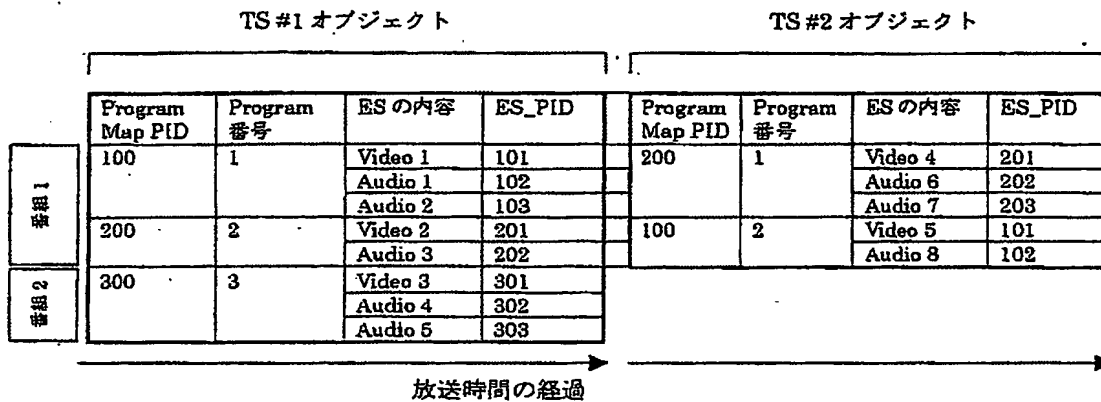 TS #1 オブジェクト
TS #2 オブジェクト
Program Map PID
Program 番号
ES の内容
ES_PID
Program Map PID
Program 番号
ES の内容
ES_PID
番組 1
100
1
Video 1
101
200
1
Video 4
201
Audio 1
102
Audio 6
202
Audio 2
103
Audio 7
203
200
2
Video 2
201
100
2
Video 5
101
Audio 3
202
Audio 8
102
番組 2
300
3
Video 3
301
Audio 4
302
Audio 5
303
放送時間の経過